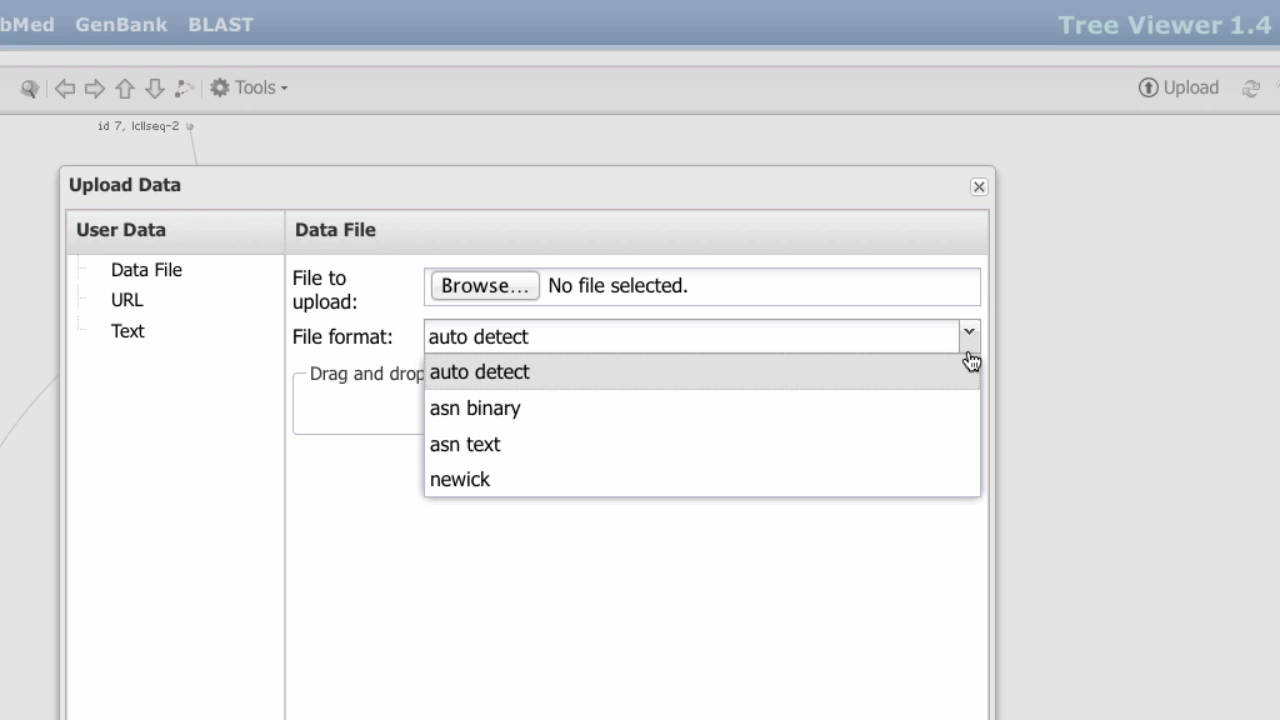 bMed GenBank BLAST Tree Viewer 1.4
Tools Upload
id 7, lcl|seq-2
Upload Data
User Data Data File
Data File
URL
Text
File to upload: Browse... No file selected.
File format: auto detect
Drag and drop
auto detect
asn binary
asn text
newick